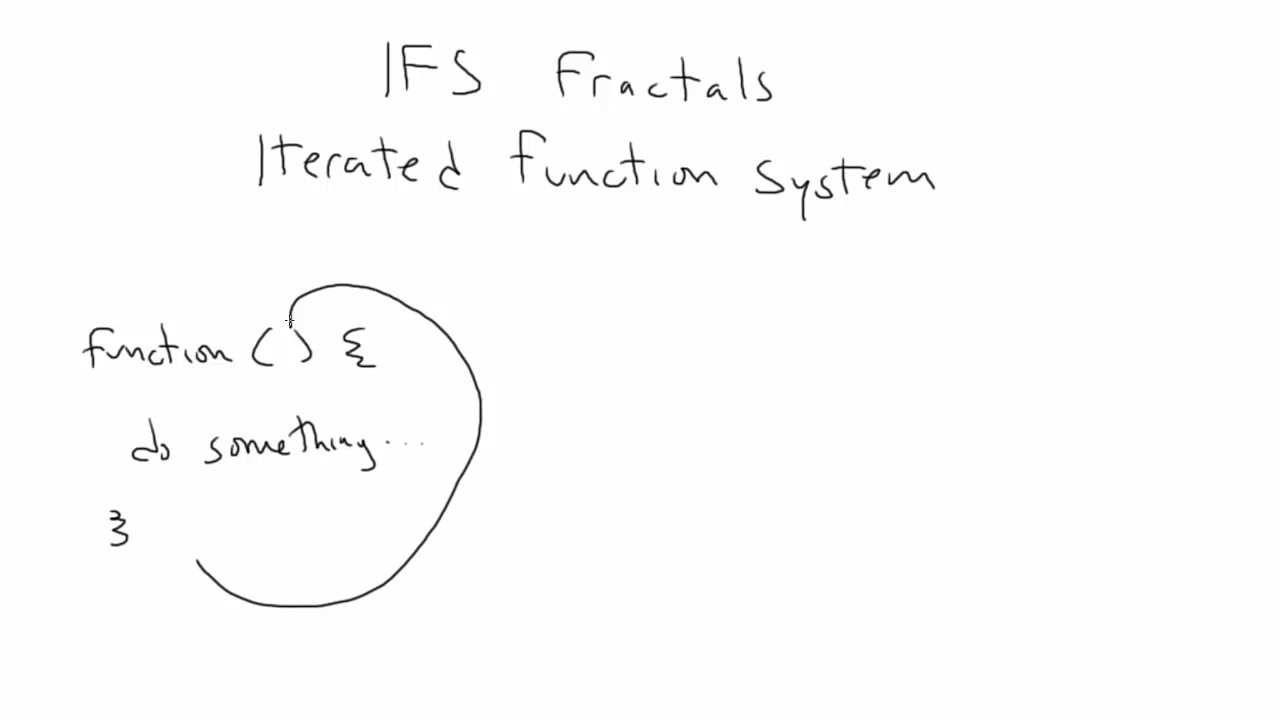 IFS Fractals
Iterated function system
function () {
do something...
}